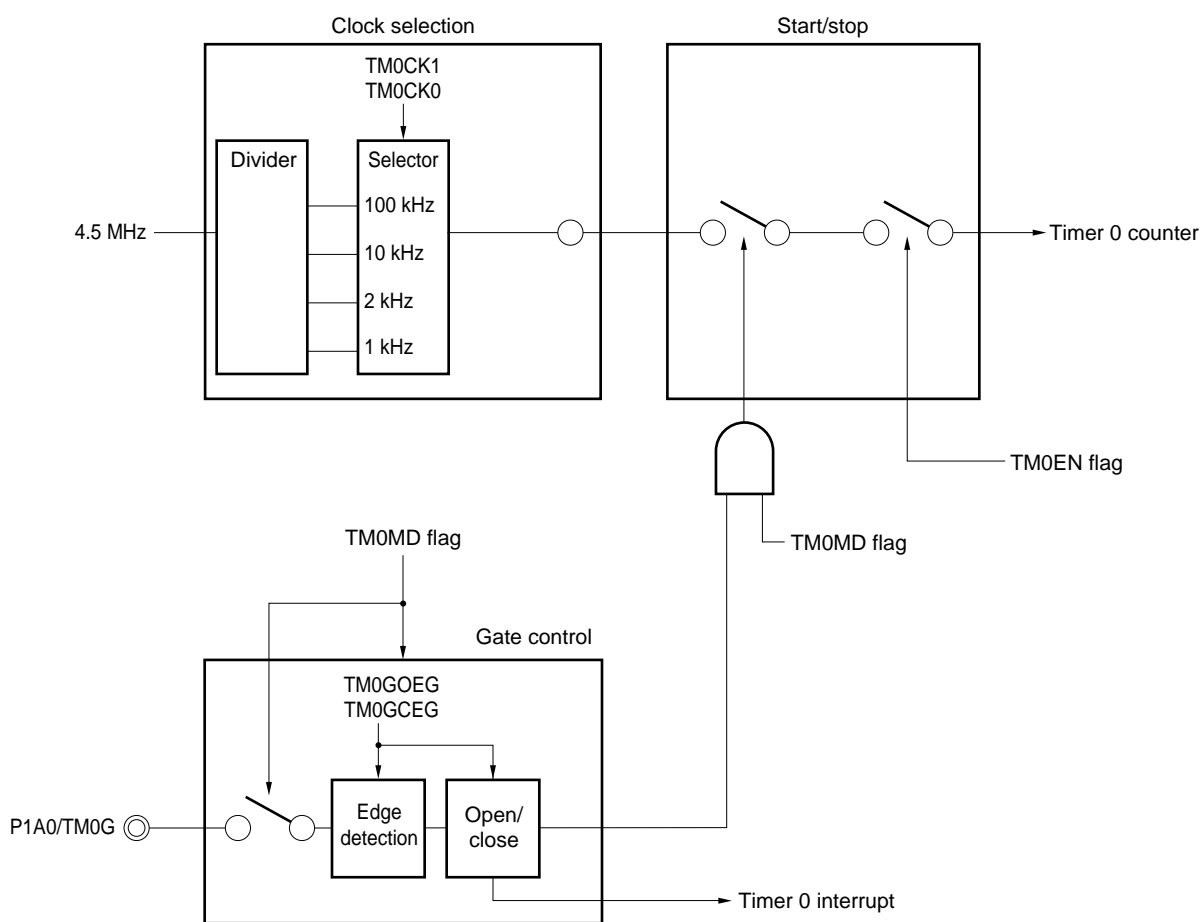 Clock selection
Start/stop
TM0CK1
TM0CK0
Divider
Selector
100 kHz
10 kHz
2 kHz
1 kHz
4.5 MHz
Timer 0 counter
TM0EN flag
TM0MD flag
TM0MD flag
Gate control
TM0GOEG
TM0GCEG
P1A0/TM0G
Edge
detection
Open/
close
Timer 0 interrupt